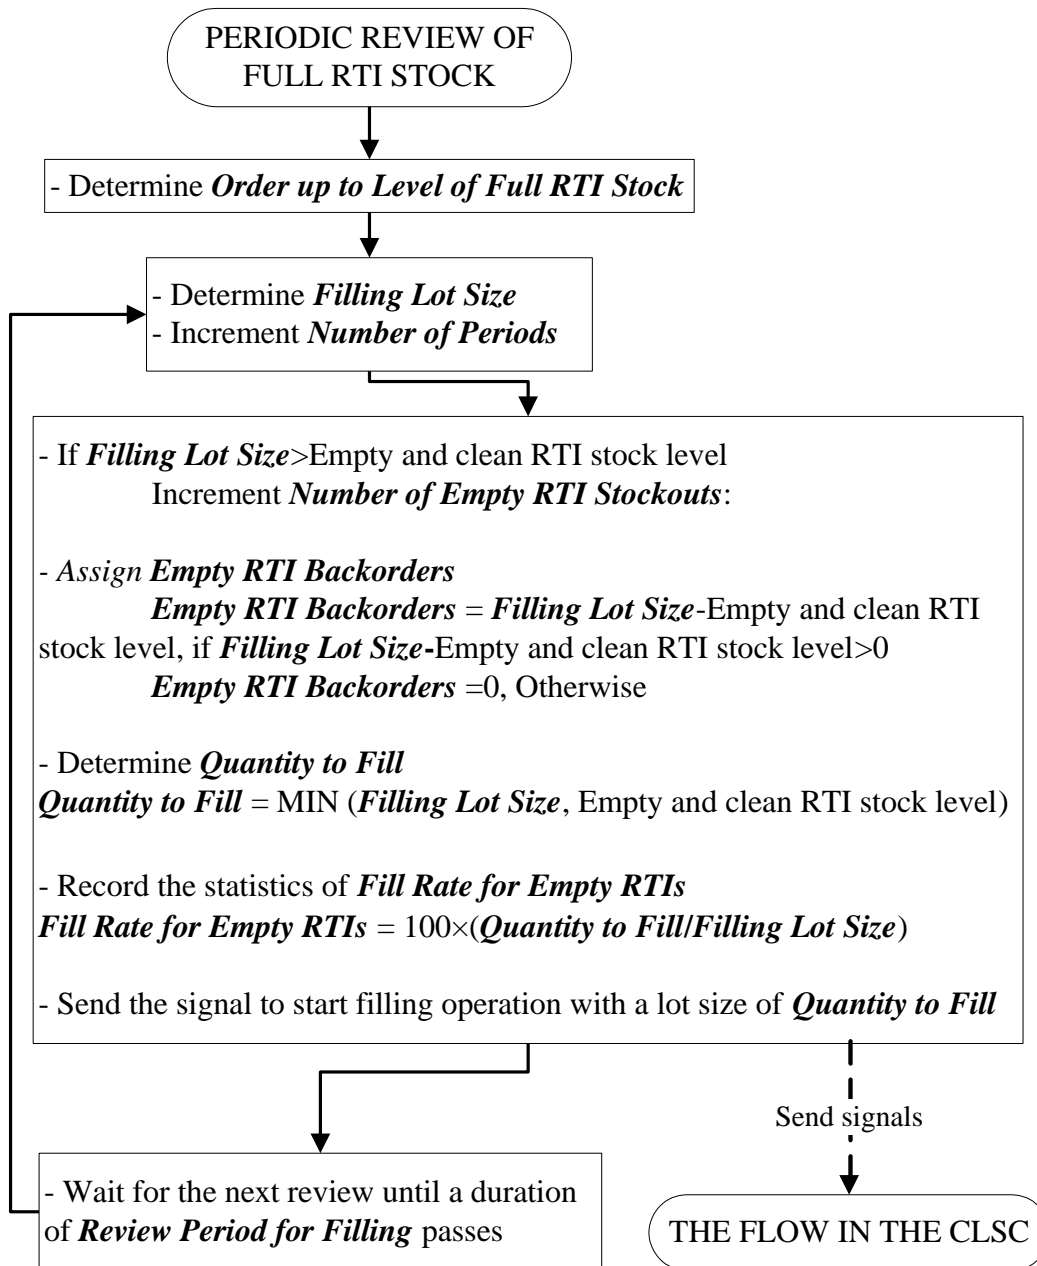 PERIODIC REVIEW OF
FULL RTI STOCK
- Determine Order up to Level of Full RTI Stock
- Determine Filling Lot Size
- Increment Number of Periods
- If Filling Lot Size>Empty and clean RTI stock level
Increment Number of Empty RTI Stockouts:
- Assign Empty RTI Backorders
Empty RTI Backorders = Filling Lot Size-Empty and clean RTI
stock level, if Filling Lot Size-Empty and clean RTI stock level>0
Empty RTI Backorders =0, Otherwise
- Determine Quantity to Fill
Quantity to Fill = MIN (Filling Lot Size, Empty and clean RTI stock level)
- Record the statistics of Fill Rate for Empty RTIs
Fill Rate for Empty RTIs = 100×(Quantity to Fill/Filling Lot Size)
- Send the signal to start filling operation with a lot size of Quantity to Fill
Send signals
- Wait for the next review until a duration
of Review Period for Filling passes
THE FLOW IN THE CLSC